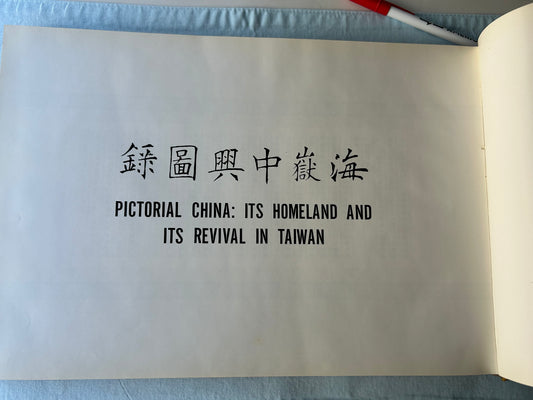 海嶽中興圖錄
PICTORIAL CHINA: ITS HOMELAND AND
ITS REVIVAL IN TAIWAN